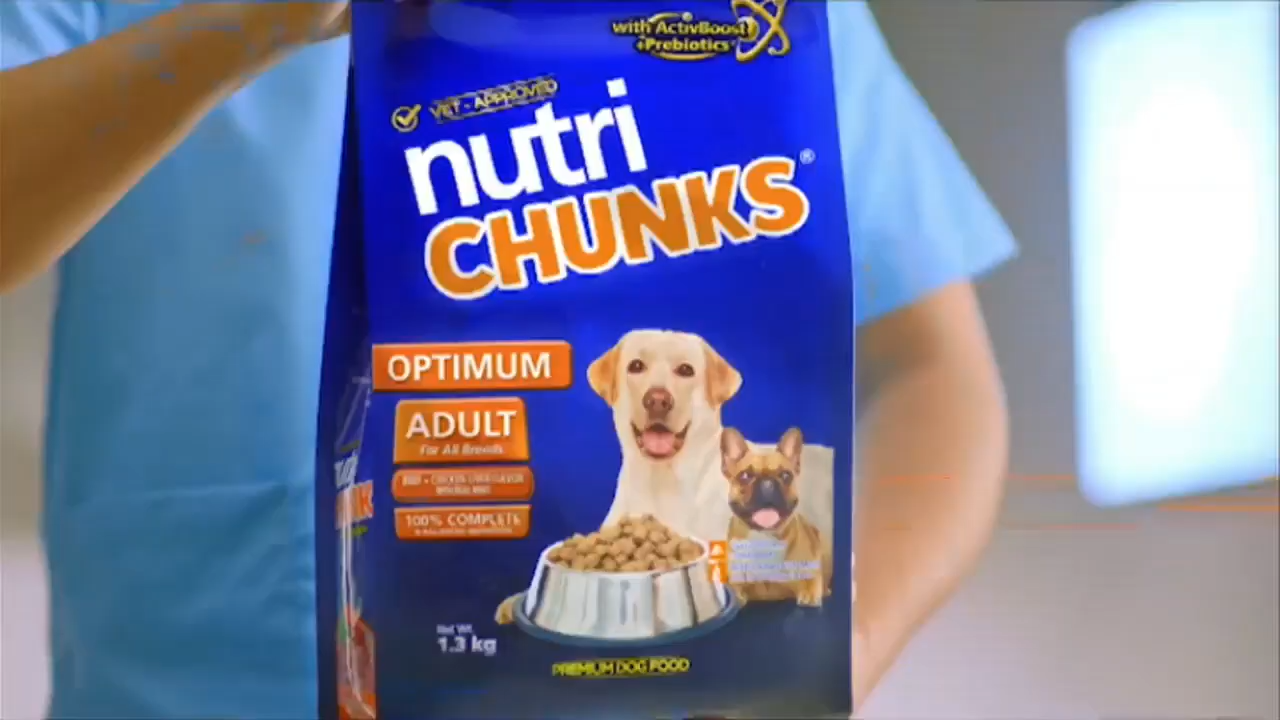 with ActivBoost
+Prebiotics
VET - APPROVED
nutri
CHUNKS®
OPTIMUM
ADULT
For All Breeds
100% COMPLETE
Net Wt.
1.3 kg
PREMIUM DOG FOOD